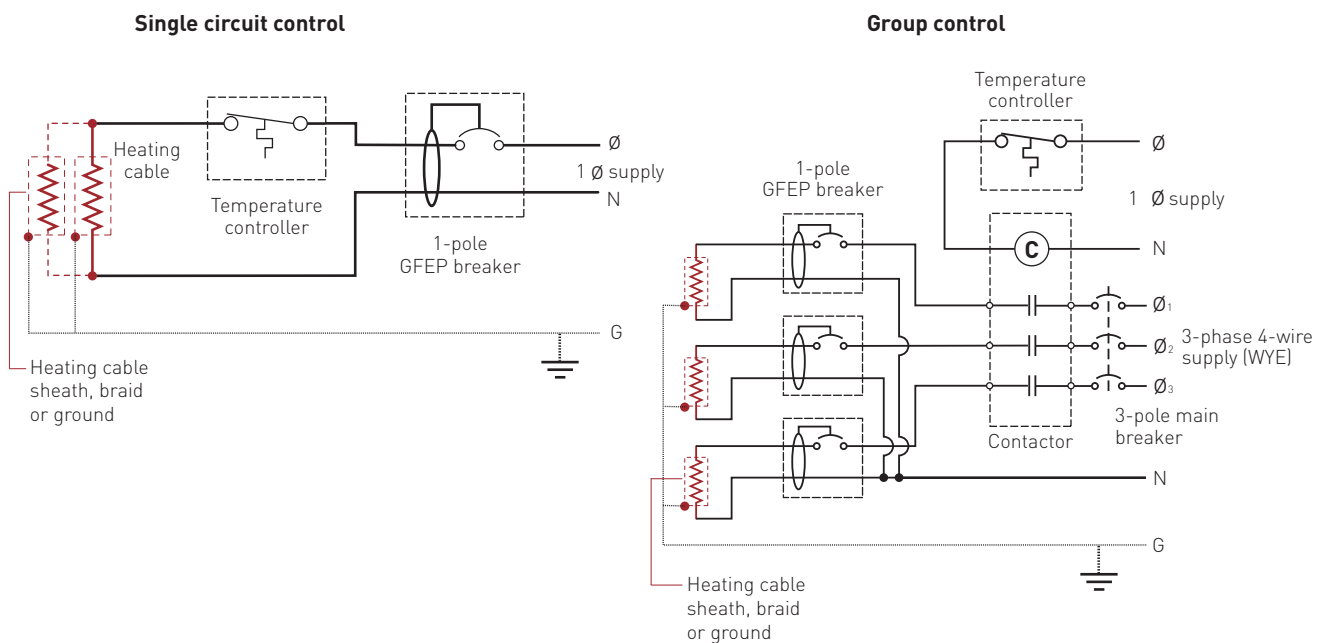 Single circuit control
Heating
cable
Temperature
controller
1-pole
GFEP breaker
Ø
1 Ø supply
N
G
Heating cable
sheath, braid
or ground
Group control
Temperature
controller
Ø
1 Ø supply
N
1-pole
GFEP breaker
C
Ø1
Ø2
3-phase 4-wire
supply (WYE)
Ø3
Contactor
3-pole main
breaker
N
G
Heating cable
sheath, braid
or ground